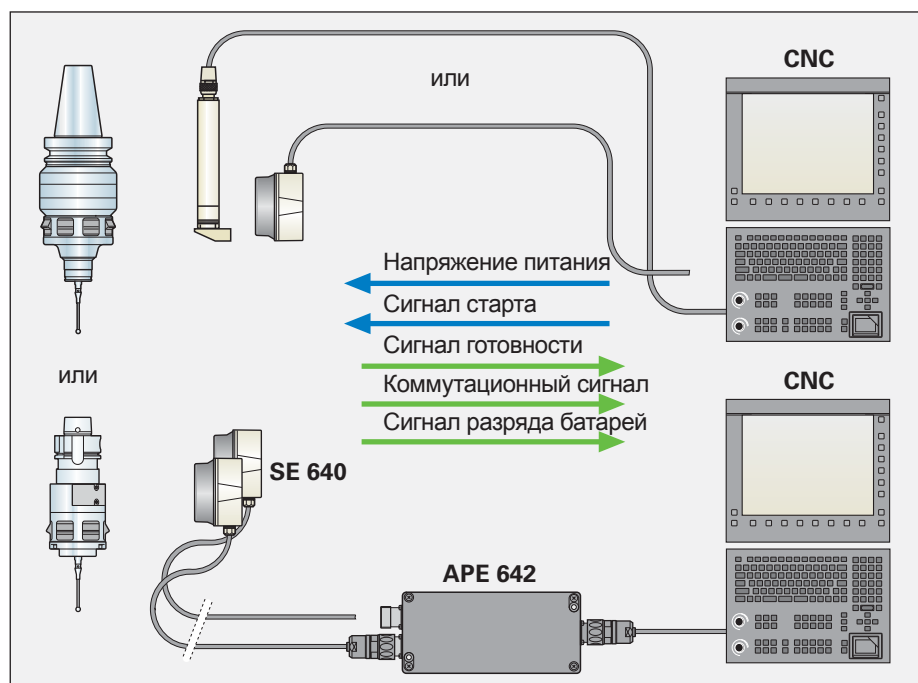 CNC
или
Напряжение питания
Сигнал старта
Сигнал готовности
или
Коммутационный сигнал
CNC
Сигнал разряда батарей
SE 640
APE 642